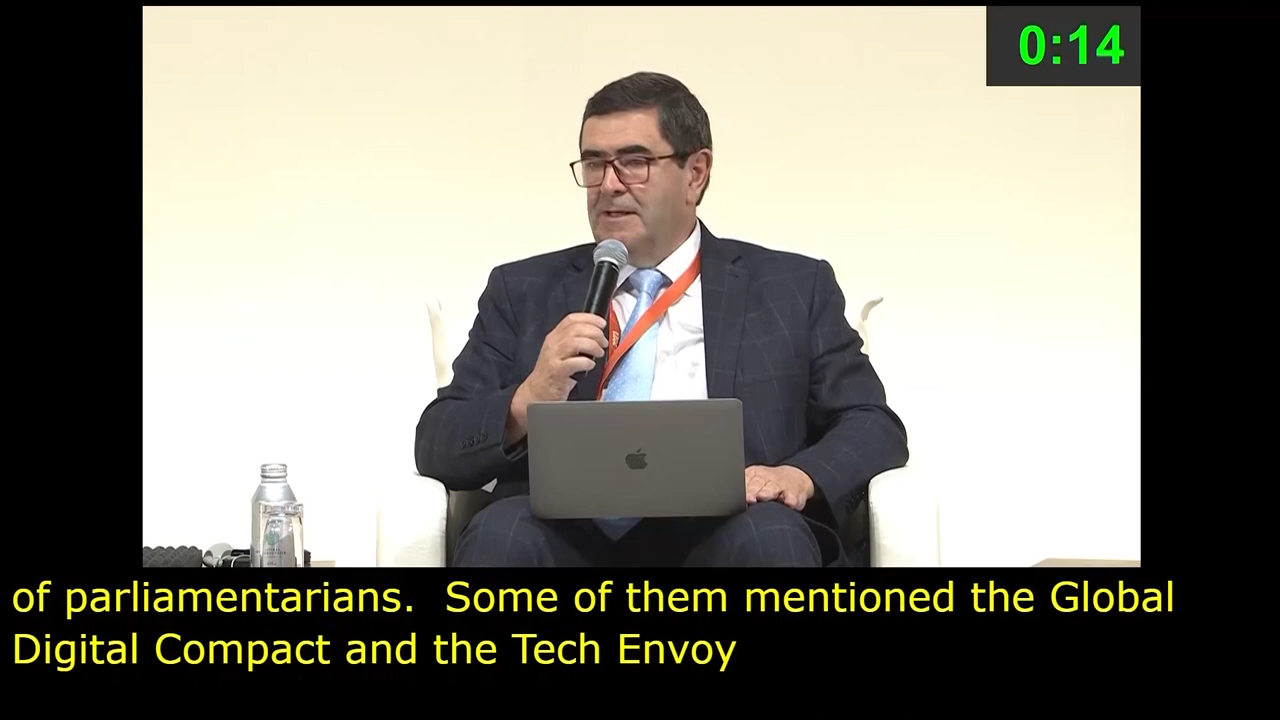 0:14
of parliamentarians.  Some of them mentioned the Global
Digital Compact and the Tech Envoy